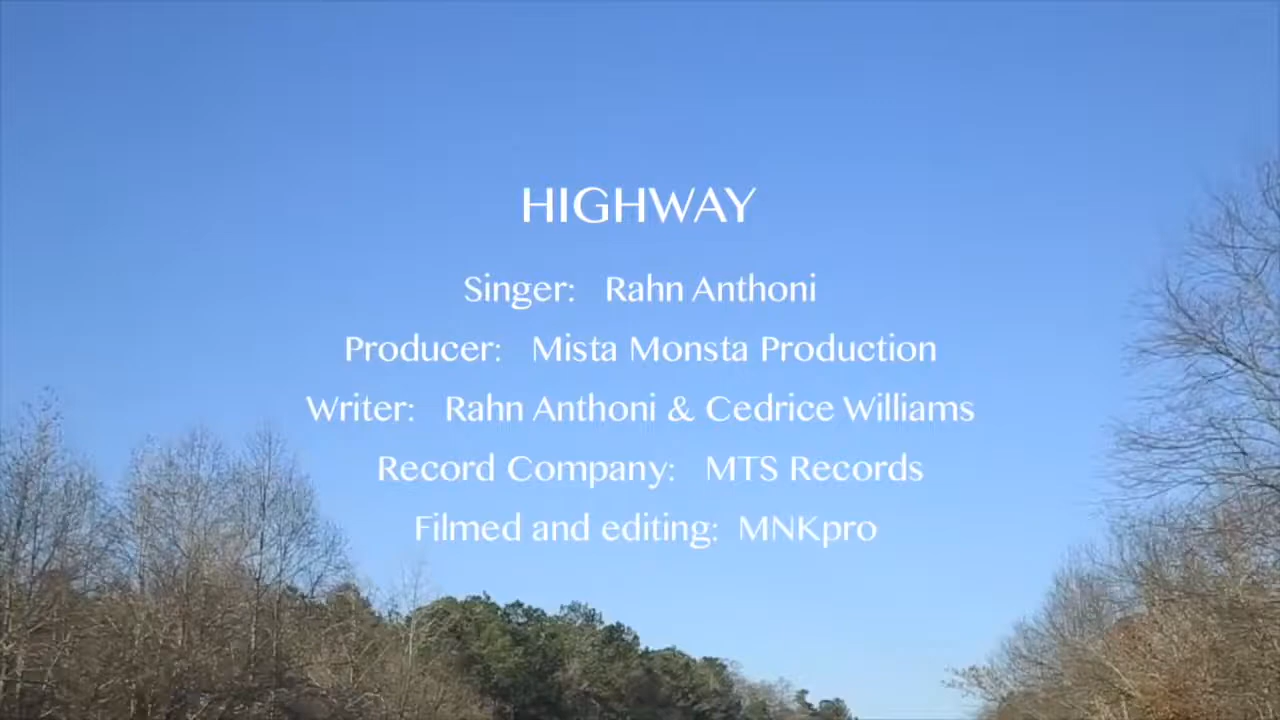 HIGHWAY
Singer: Rahn Anthoni
Producer: Mista Monsta Production
Writer: Rahn Anthoni & Cedrice Williams
Record Company: MTS Records
Filmed and editing: MNKpro